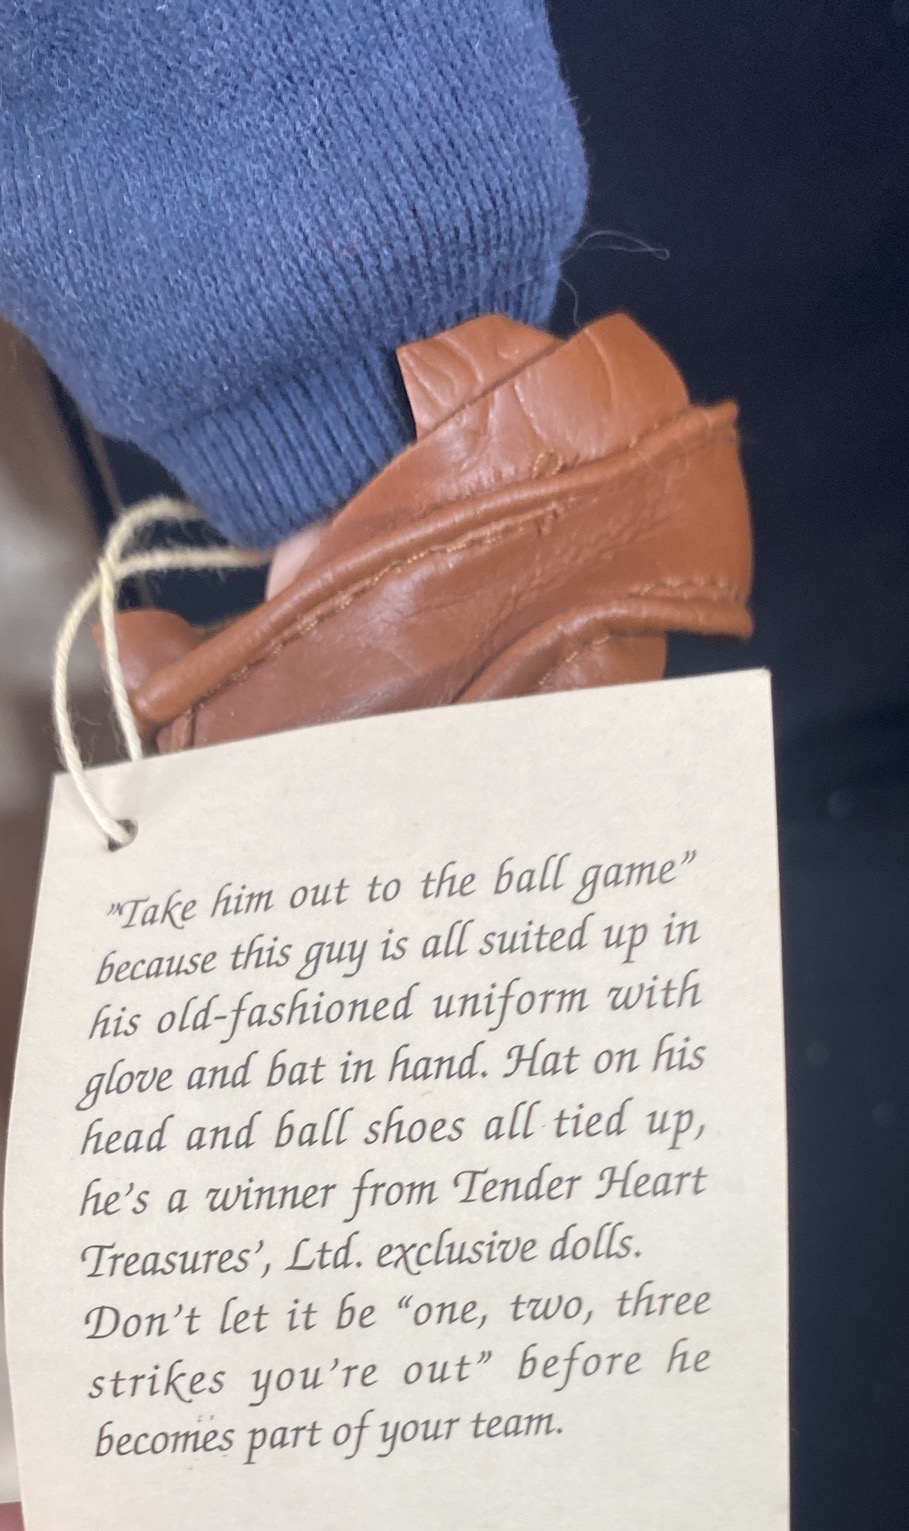 "Take him out to the ball game"
because this guy is all suited up in
his old-fashioned uniform with
glove and bat in hand. Hat on his
head and ball shoes all tied up,
he's a winner from Tender Heart
Treasures', Ltd. exclusive dolls.
Don't let it be “one, two, three
strikes you're out” before he
becomes part of your team.